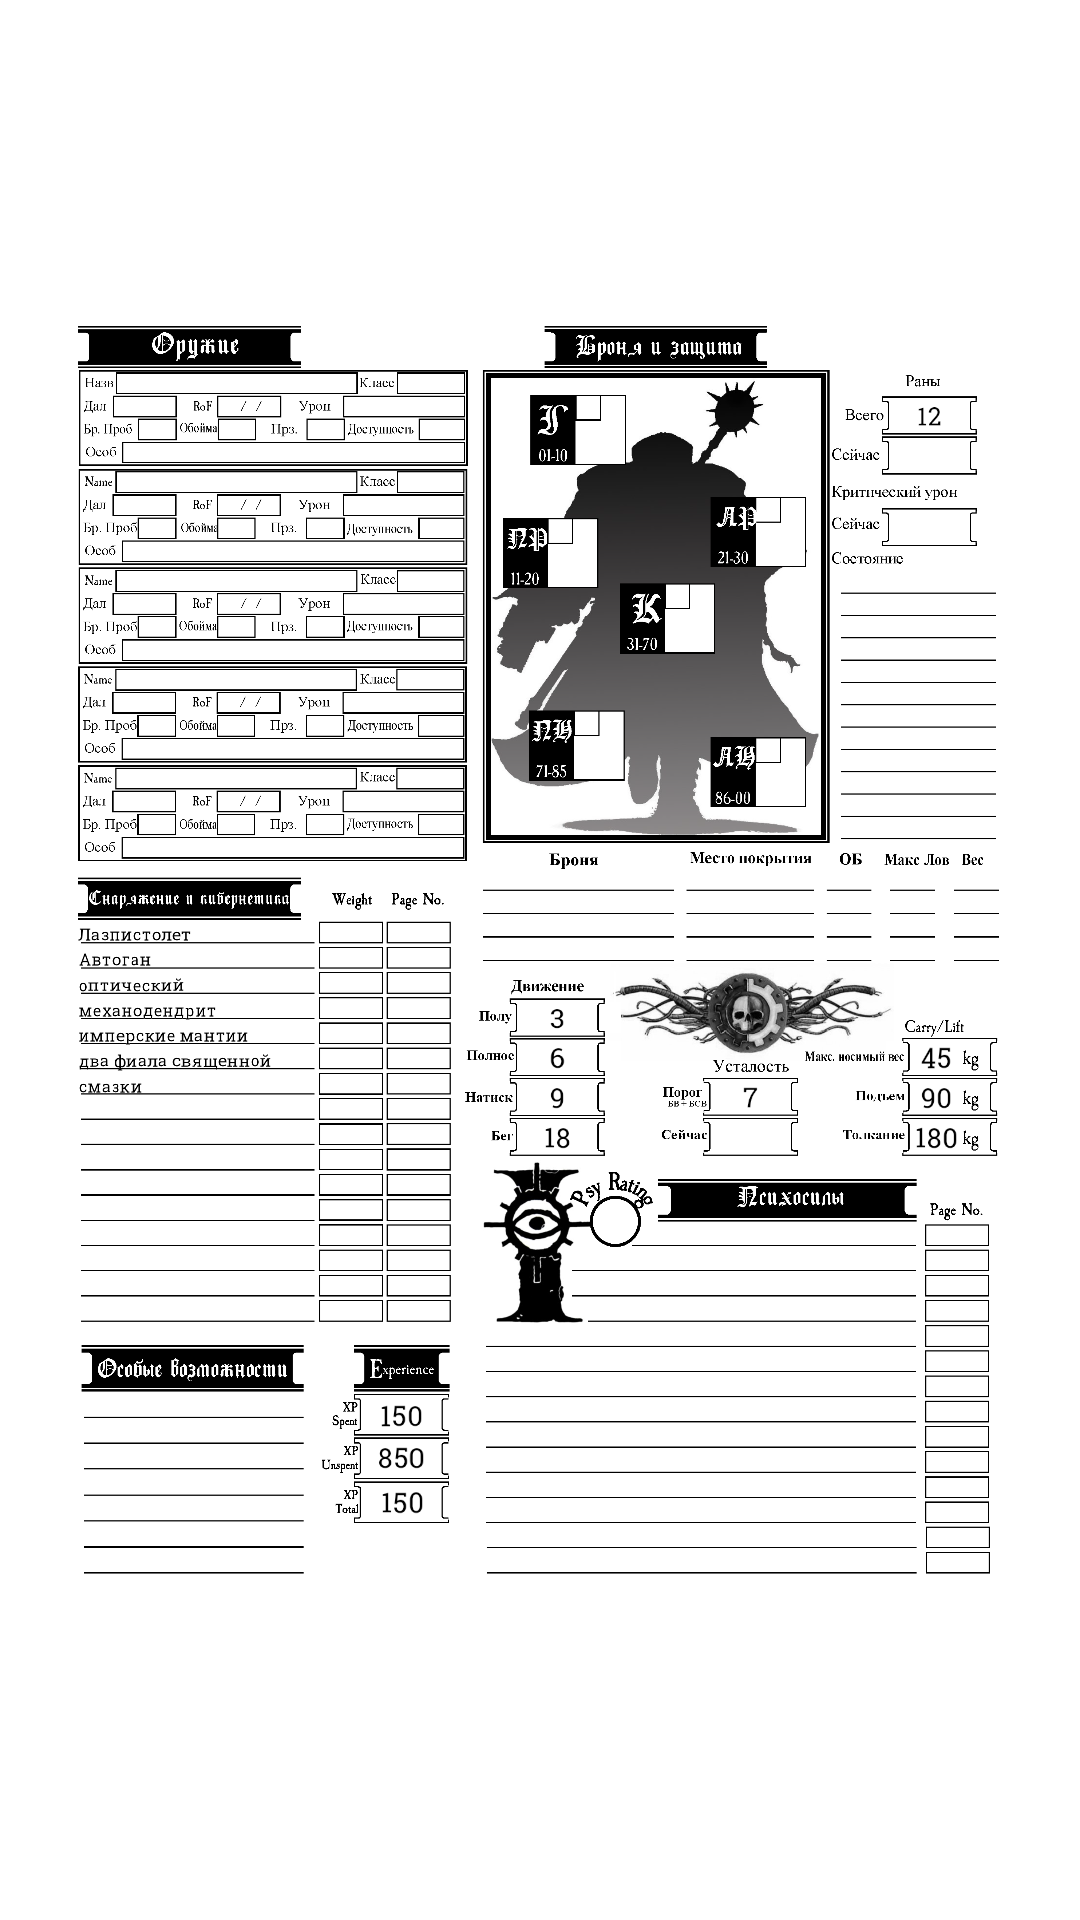 Оружие
Назв Класс
Дал RoF / / Урон
Бр. Проб Обойма Прз. Доступность
Особ
Name Класс
Дал RoF / / Урон
Бр. Проб Обойма Прз. Доступность
Особ
Name Класс
Дал RoF / / Урон
Бр. Проб Обойма Прз. Доступность
Особ
Name Класс
Дал RoF / / Урон
Бр. Проб Обойма Прз. Доступность
Особ
Name Класс
Дал RoF / / Урон
Бр. Проб Обойма Прз. Доступность
Особ
Броня и защита
Г
01-10
ПР
11-20
ЛР
21-30
К
31-70
ПН
71-85
ЛН
86-00
Раны
Всего 12
Сейчас
Критический урон
Сейчас
Состояние
Броня Место покрытия ОБ Макс Лов Вес
Снаряжение и кибернетика Weight Page No.
Лазпистолет
Автоган
оптический
механодендрит
имперские мантии
два фиала священной
смазки
Движение
Полу 3
Полное 6
Натиск 9
Бег 18
Усталость
Порог 7
БВ+БСВ
Сейчас
Carry/Lift
Макс. носимый вес 45 kg
Подъем 90 kg
Толкание 180 kg
Psy Rating
Психосилы
Page No.
Особые возможности
Experience
XP
Spent 150
XP
Unspent 850
XP
Total 150